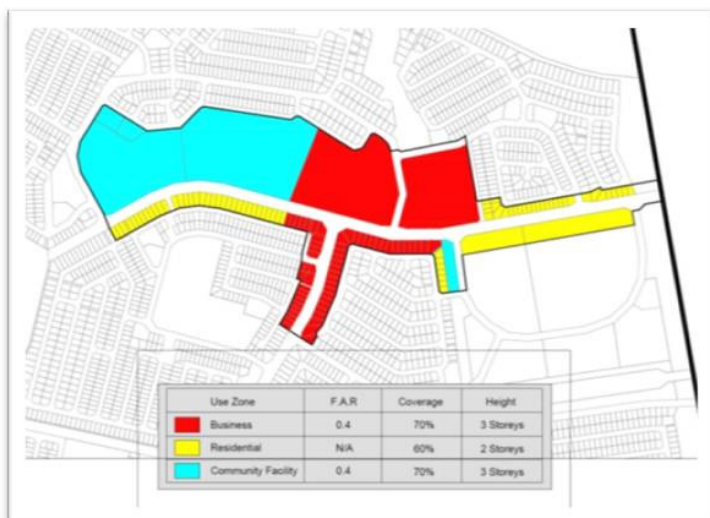 Use Zone F.A.R Coverage Height
Business 0.4 70% 3 Storeys
Residential N/A 60% 2 Storeys
Community Facility 0.4 70% 3 Storeys